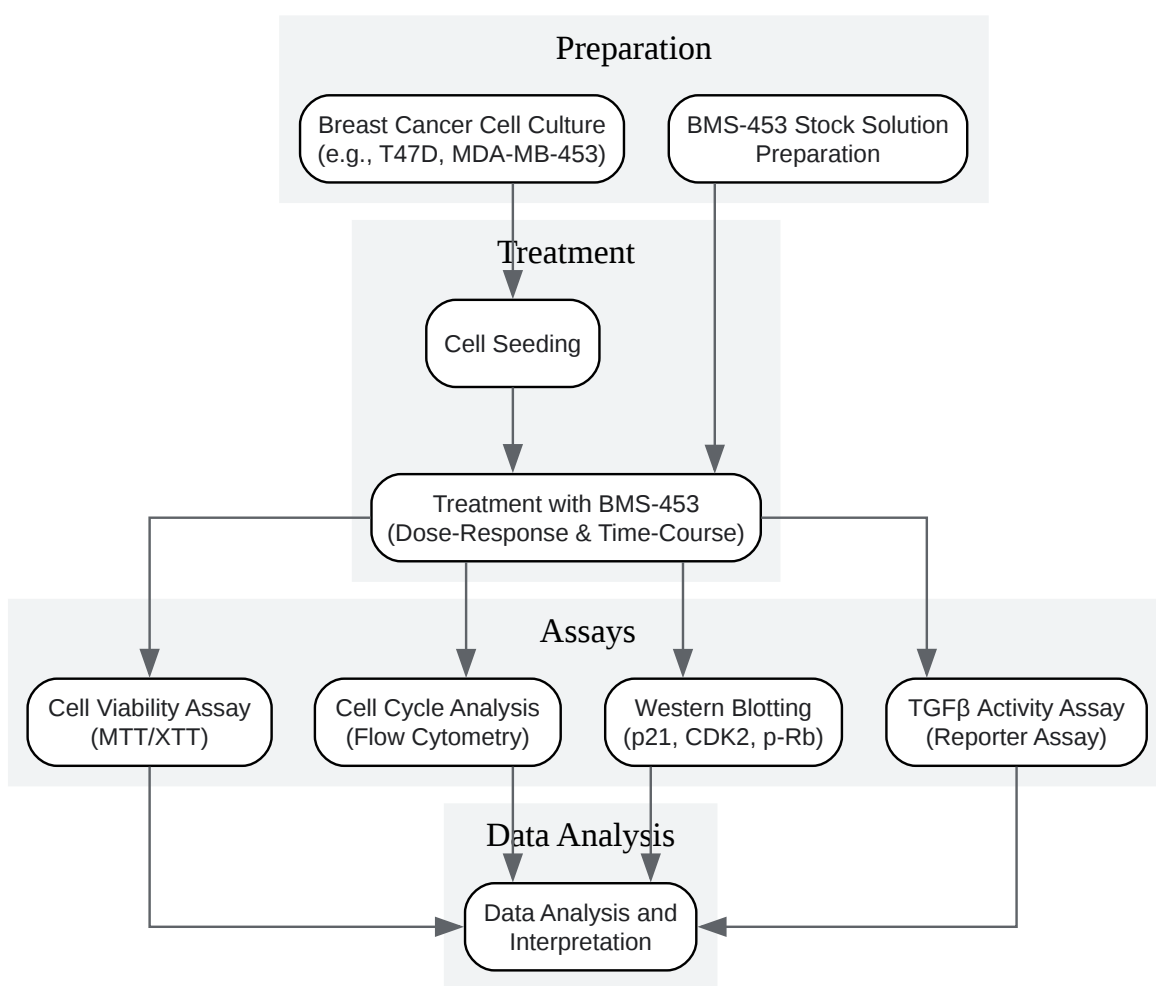 Preparation
Breast Cancer Cell Culture
(e.g., T47D, MDA-MB-453)
BMS-453 Stock Solution
Preparation
Treatment
Cell Seeding
Treatment with BMS-453
(Dose-Response & Time-Course)
Assays
Cell Viability Assay
(MTT/XTT)
Cell Cycle Analysis
(Flow Cytometry)
Western Blotting
(p21, CDK2, p-Rb)
TGFβ Activity Assay
(Reporter Assay)
Data Analysis
Data Analysis and
Interpretation